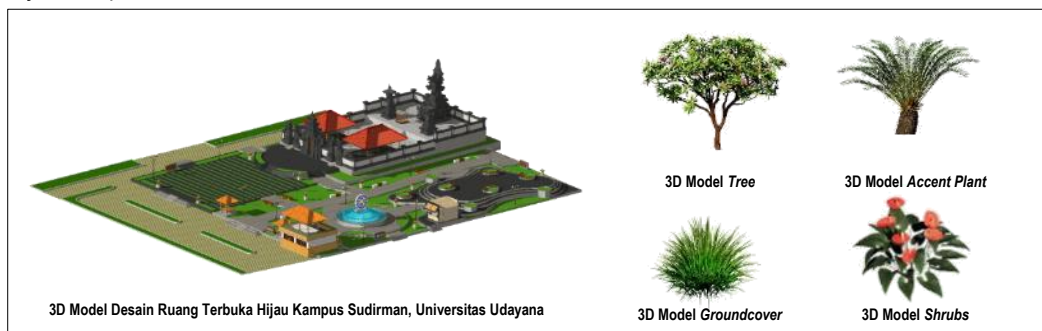 3D Model Tree
3D Model Accent Plant
3D Model Desain Ruang Terbuka Hijau Kampus Sudirman, Universitas Udayana
3D Model Groundcover
3D Model Shrubs